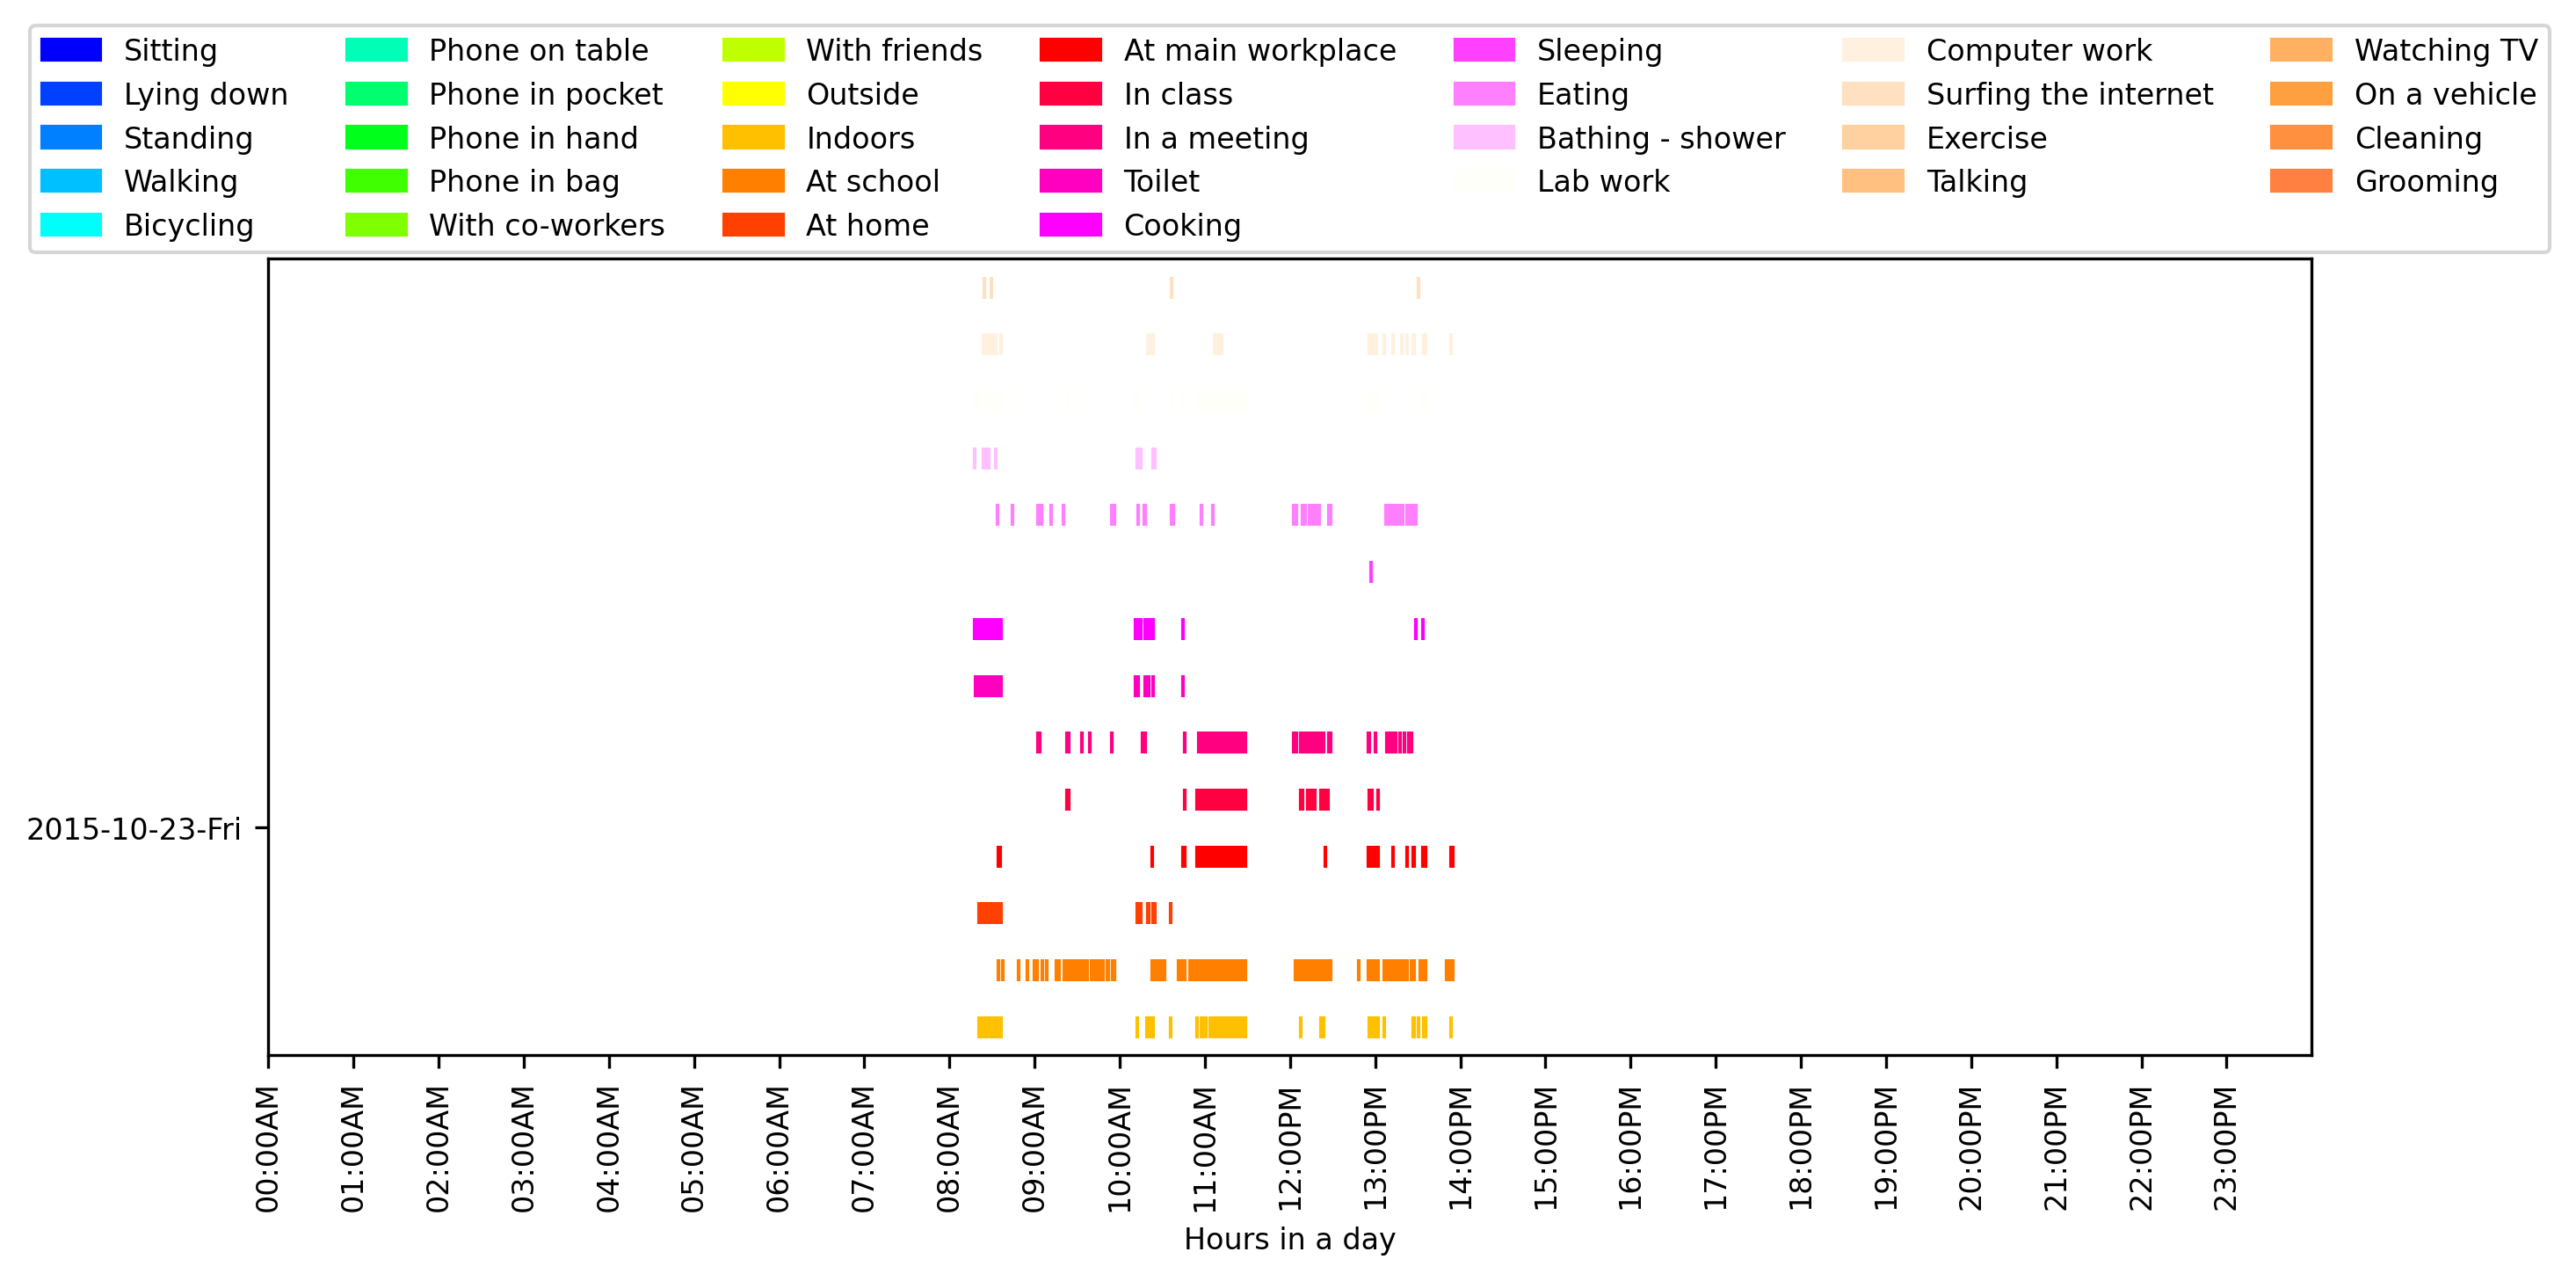 Sitting Phone on table With friends At main workplace Sleeping Computer work Watching TV
Lying down Phone in pocket Outside In class Eating Surfing the internet On a vehicle
Standing Phone in hand Indoors In a meeting Bathing - shower Exercise Cleaning
Walking Phone in bag At school Toilet Lab work Talking Grooming
Bicycling With co-workers At home Cooking
2015-10-23-Fri
00:00AM 01:00AM 02:00AM 03:00AM 04:00AM 05:00AM 06:00AM 07:00AM 08:00AM 09:00AM 10:00AM 11:00AM 12:00PM 13:00PM 14:00PM 15:00PM 16:00PM 17:00PM 18:00PM 19:00PM 20:00PM 21:00PM 22:00PM 23:00PM
Hours in a day